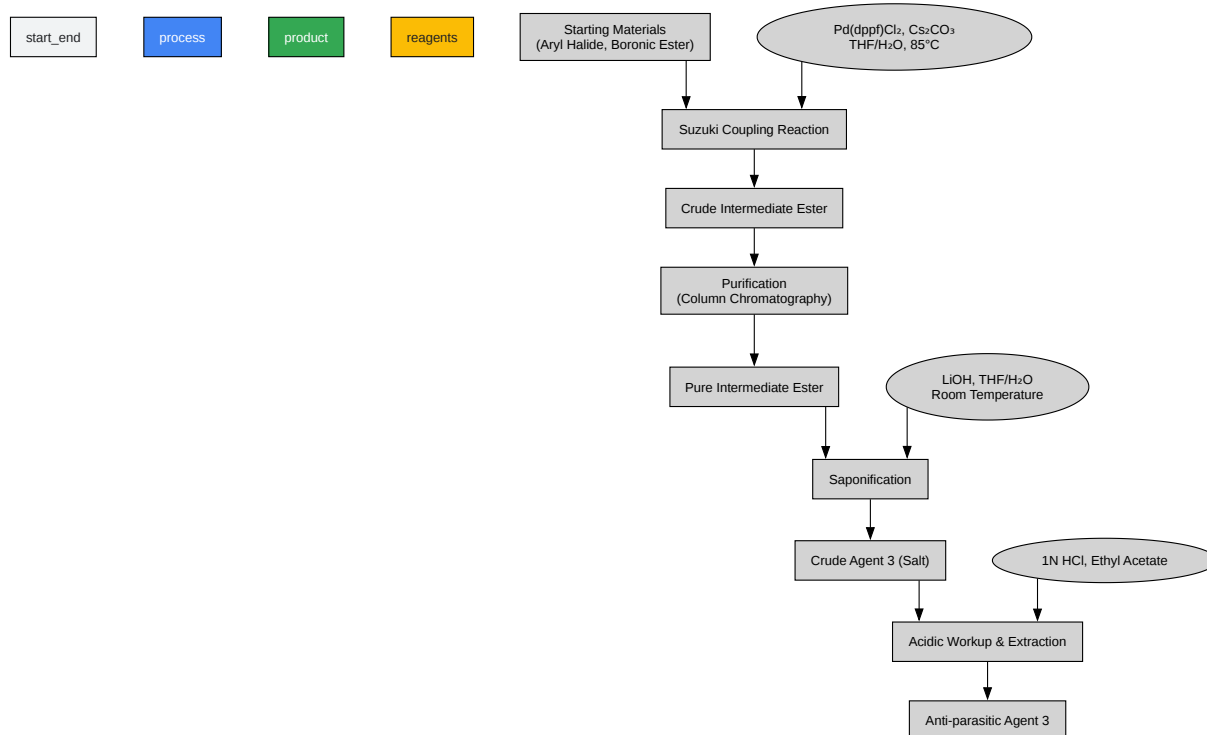 start_end
process
product
reagents
Starting Materials
(Aryl Halide, Boronic Ester)
Pd(dppf)Cl₂, Cs₂CO₃
THF/H₂O, 85°C
Suzuki Coupling Reaction
Crude Intermediate Ester
Purification
(Column Chromatography)
Pure Intermediate Ester
LiOH, THF/H₂O
Room Temperature
Saponification
Crude Agent 3 (Salt)
1N HCl, Ethyl Acetate
Acidic Workup & Extraction
Anti-parasitic Agent 3